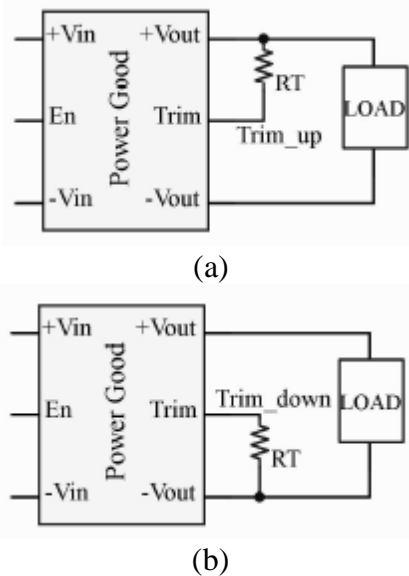 +Vin +Vout
RT
LOAD
En Power Good Trim
Trim_up
-Vin -Vout
(a)
+Vin +Vout
Trim_down LOAD
En Power Good Trim
RT
-Vin -Vout
(b)